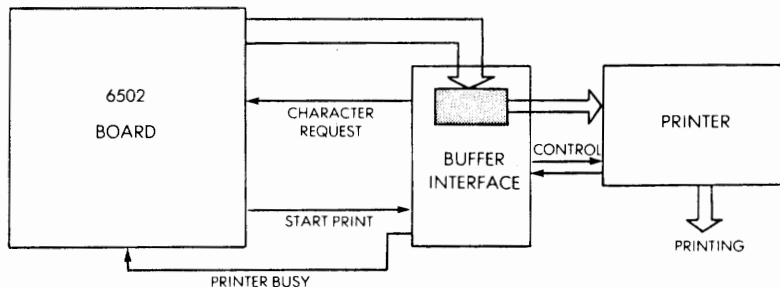 6502
BOARD
CHARACTER
REQUEST
START PRINT
PRINTER BUSY
BUFFER
INTERFACE
CONTROL
PRINTER
PRINTING